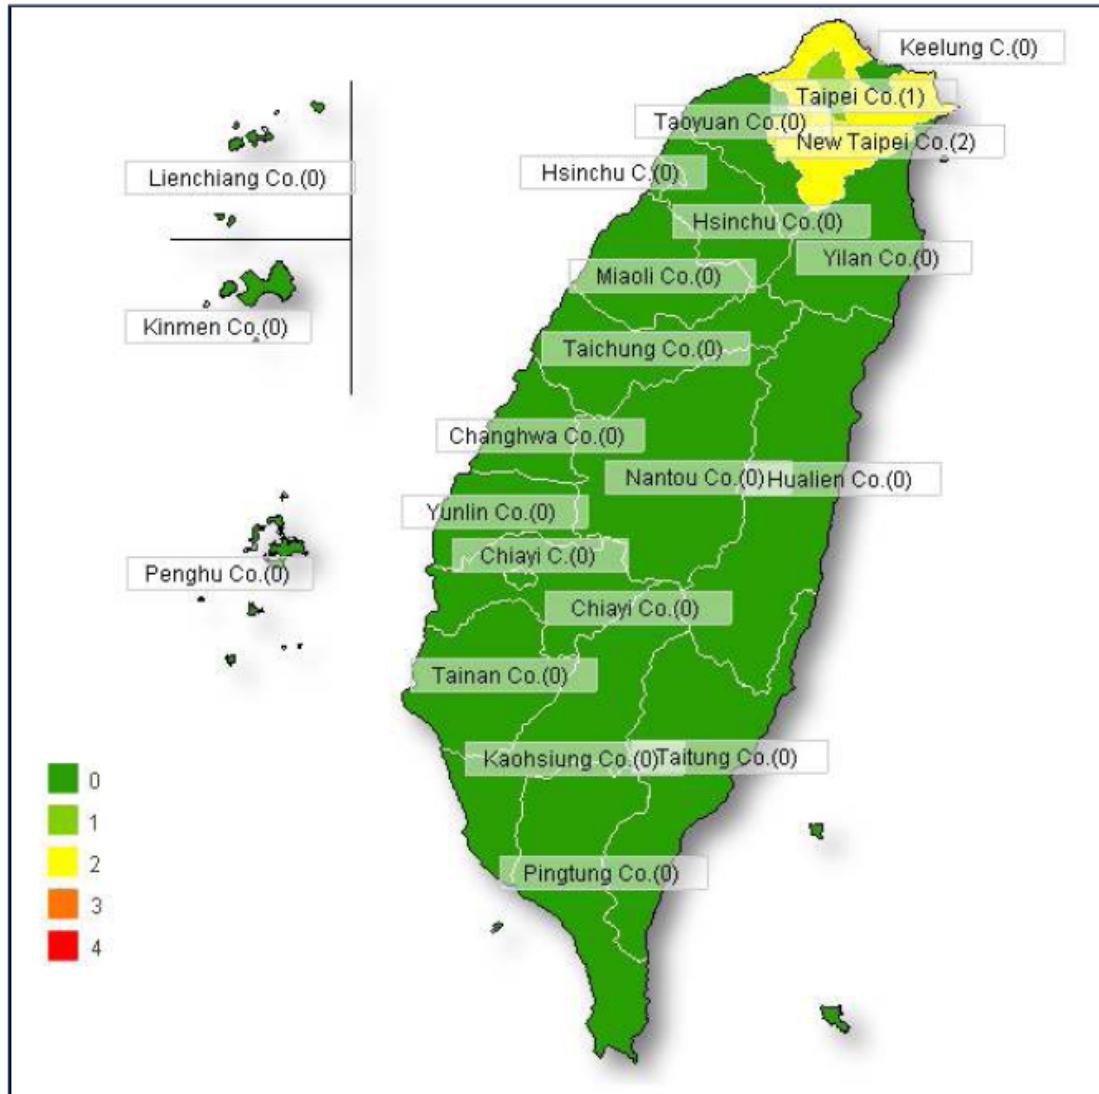 Keelung C.(0)
Taipei Co.(1)
Taoyuan Co.(0)
New Taipei Co.(2)
Hsinchu C.(0)
Lienchiang Co.(0)
Hsinchu Co.(0)
Yilan Co.(0)
Miaoli Co.(0)
Kinmen Co.(0)
Taichung Co.(0)
Changhwa Co.(0)
Nantou Co.(0)
Hualien Co.(0)
Yunlin Co.(0)
Chiayi C.(0)
Penghu Co.(0)
Chiayi Co.(0)
Tainan Co.(0)
Kaohsiung Co.(0)
Taitung Co.(0)
Pingtung Co.(0)
0
1
2
3
4